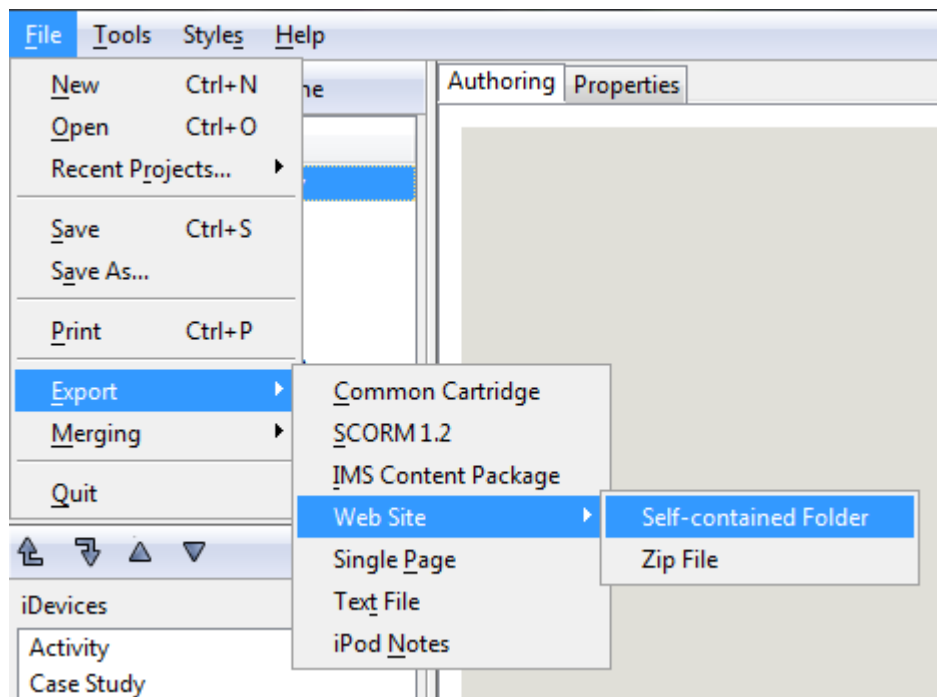 File Tools Styles Help
New Ctrl+N
Open Ctrl+O
Recent Projects...
Save Ctrl+S
Save As...
Print Ctrl+P
Export
Merging
Quit
Authoring Properties
Common Cartridge
SCORM 1.2
IMS Content Package
Web Site
Single Page
Text File
iPod Notes
Self-contained Folder
Zip File
iDevices
Activity
Case Study